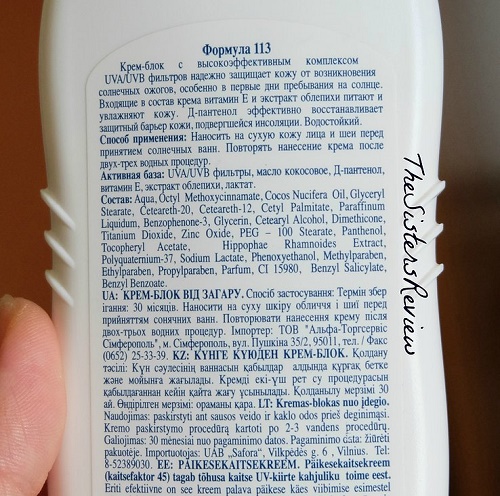 Формула 113
Крем-блок с высокоэффективным комплексом
UVA/UVB фильтров надежно защищает кожу от возникновения
солнечных ожогов, особенно в первые дни пребывания на солнце.
Входящие в состав крема витамин Е и экстракт облепихи питают и
увлажняют кожу. Д-пантенол эффективно восстанавливает
защитный барьер кожи, подвергшейся инсоляции. Водостойкий.
Способ применения: Наносить на сухую кожу лица и шеи перед
принятием солнечных ванн. Повторять нанесение крема после
двух-трех водных процедур.
Активная база: UVA/UVB фильтры, масло кокосовое, Д-пантенол,
витамин Е, экстракт облепихи, лактат.
Состав: Aqua, Octyl Methoxycinnamate, Cocos Nucifera Oil, Glyceryl
Stearate, Ceteareth-20, Ceteareth-12, Cetyl Palmitate, Paraffinum
Liquidum, Benzophenone-3, Glycerin, Cetearyl Alcohol, Dimethicone,
Titanium Dioxide, Zinc Oxide, PEG – 100 Stearate, Panthenol,
Tocopheryl Acetate, Hippophae Rhamnoides Extract,
Polyquaternium-37, Sodium Lactate, Phenoxyethanol, Methylparaben,
Ethylparaben, Propylparaben, Parfum, CI 15980, Benzyl Salicylate,
Benzyl Benzoate.
UA: КРЕМ-БЛОК ВІД ЗАГАРУ. Спосіб застосування: Термін збер
ігання: 30 місяців. Наносити на суху шкіру обличчя і шиї перед
прийняттям сонячних ванн. Повторювати нанесення крему після
двох-трьох водних процедур. Імпортер: ТОВ "Альфа-Торгсервіс
Сімферополь", м. Сімферополь, вул. Пушкіна 35/2, 95011, тел. / Факс
(0652) 25-33-39. KZ: КҮНГЕ КҮЮДЕН КРЕМ-БЛОК. Қолдану
тәсілі: Күн сәулесінің ваннасын қабылдар алдында құрғақ бетке
және мойынға жағылады. Кремді екі-үш рет су процедурасын
қабылдағаннан кейін қайта жағу ұсынылады. Қолданылу мерзімі 30
ай. Өндірілген мерзімі: ораманы қара. LT: Kremas-blokas nuo įdegio.
Naudojimas: paskirstyti ant sausos veido ir kaklo odos prieš deginimąsi.
Kremo paskirstymo procedūrą kartoti po 2-3 vandens procedūrų.
Galiojimas: 30 mėnesiai nuo pagaminimo datos. Pagaminimo data: žiūrėti
pakuotėje. Importuotojas: UAB „Safora", Vilkpėdės g. 6 , Vilnius. Tel:
8-52389030. EE: PÄIKESEKAITSEKREEM. Päikesekaitsekreem
(kaitsefaktor 45) tagab tõhusa kaitse UV-kiirte kahjuliku toime eest.
Eriti efektiivne on see kreem palava päikese käes viibimise esimestel
TheSistersReview